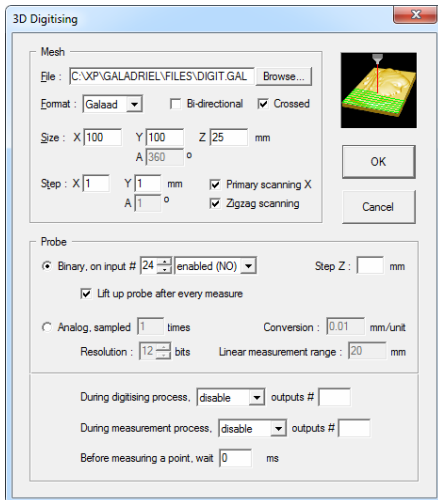 3D Digitising
Mesh
File : C:\XP\GALADRIEL\FILES\DIGIT.GAL Browse...
Format : Galaad Bi-directional Crossed
Size : X 100 Y 100 Z 25 mm
A 360 °
Step : X 1 Y 1 mm Primary scanning X
A 1 ° Zigzag scanning
OK
Cancel
Probe
Binary, on input # 24 enabled (NO) Step Z : mm
Lift up probe after every measure
Analog, sampled 1 times Conversion : 0.01 mm/unit
Resolution : 12 bits Linear measurement range : 20 mm
During digitising process, disable outputs #
During measurement process, disable outputs #
Before measuring a point, wait 0 ms